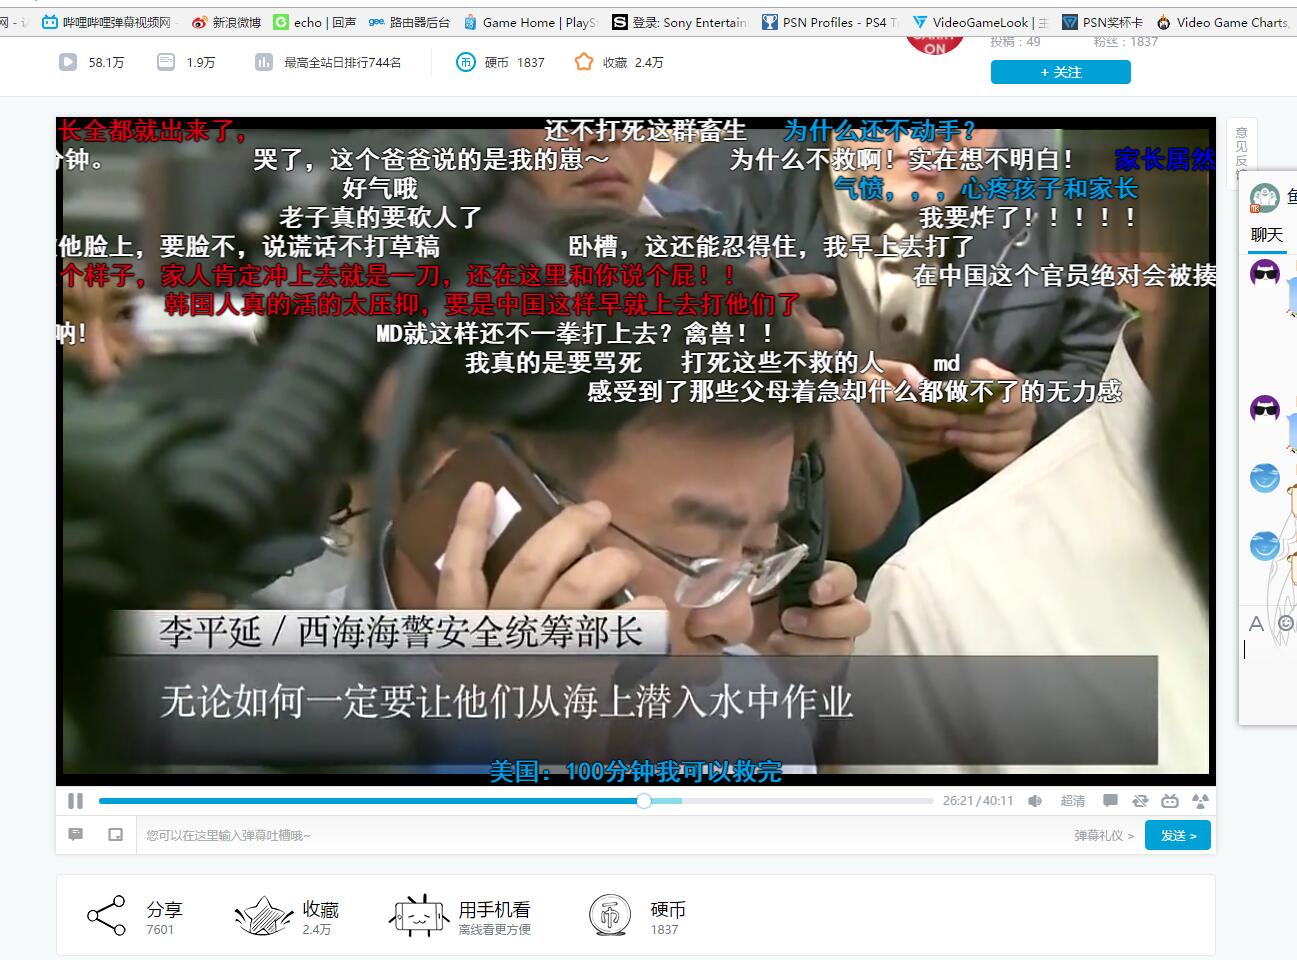 网 -
哔哩哔哩弹幕视频网
新浪微博
echo | 回声
gee. 路由器后台
Game Home | PlayS
登录: Sony Entertain
PSN Profiles - PS4 T
VideoGameLook | 主
PSN奖杯卡
Video Game Charts,
58.1万
1.9万
最高全站日排行744名
硬币 1837
收藏 2.4万
CARRY
ON
投稿：49
粉丝：1837
+ 关注
长全都就出来了，
还不打死这群畜生
为什么还不动手？
分钟。
哭了，这个爸爸说的是我的崽～
为什么不救啊！实在想不明白！
家长居然
好气哦
气愤，，，心疼孩子和家长
老子真的要砍人了
我要炸了！！！！！
他脸上，要脸不，说谎话不打草稿
卧槽，这还能忍得住，我早上去打了
个样子，家人肯定冲上去就是一刀，还在这里和你说个屁！！
在中国这个官员绝对会被揍
韩国人真的活的太压抑，要是中国这样早就上去打他们了
呐！
MD就这样还不一拳打上去？禽兽！！
我真的是要骂死
打死这些不救的人
md
感受到了那些父母着急却什么都做不了的无力感
李平延 / 西海海警安全统筹部长
无论如何一定要让他们从海上潜入水中作业
美国：100分钟我可以救完
26:21 / 40:11
超清
您可以在这里输入弹幕吐槽哦~
弹幕礼仪 >
发送 >
分享
7601
收藏
2.4万
用手机看
离线看更方便
硬币
1837
意见反
鱼
聊天
A